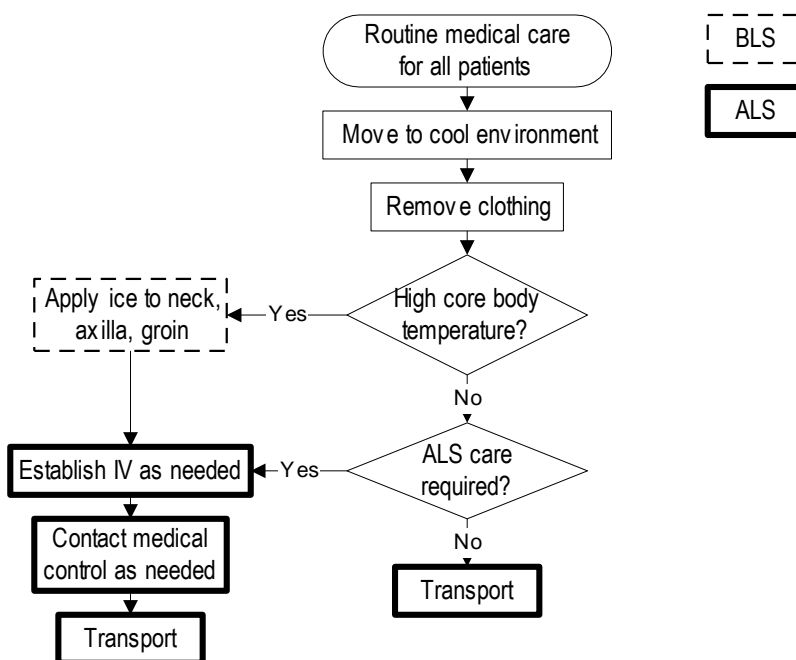 Routine medical care
for all patients
BLS
ALS
Move to cool environment
Remove clothing
High core body
temperature?
Yes
Apply ice to neck,
axilla, groin
No
ALS care
required?
Yes
Establish IV as needed
No
Contact medical
control as needed
Transport
Transport